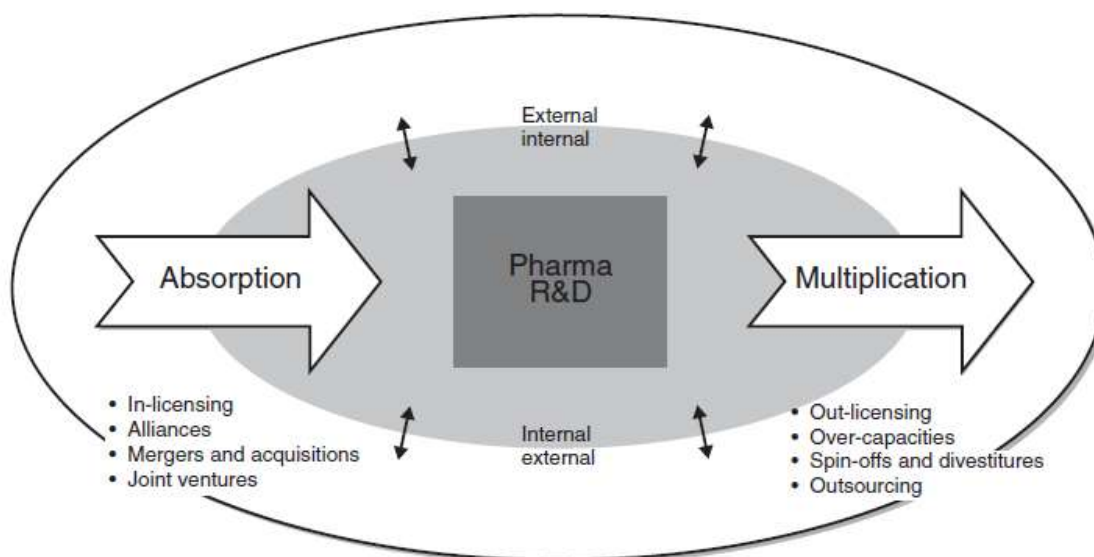 External
internal
Absorption
Pharma
R&D
Multiplication
• In-licensing
• Alliances
• Mergers and acquisitions
• Joint ventures
Internal
external
• Out-licensing
• Over-capacities
• Spin-offs and divestitures
• Outsourcing